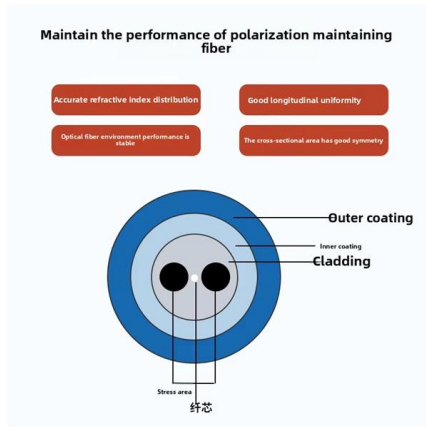 Maintain the performance of polarization maintaining
fiber
Accurate refractive index distribution
Good longitudinal uniformity
Optical fiber environment performance is
stable
The cross-sectional area has good symmetry
Outer coating
Inner coating
Cladding
Stress area
纤芯